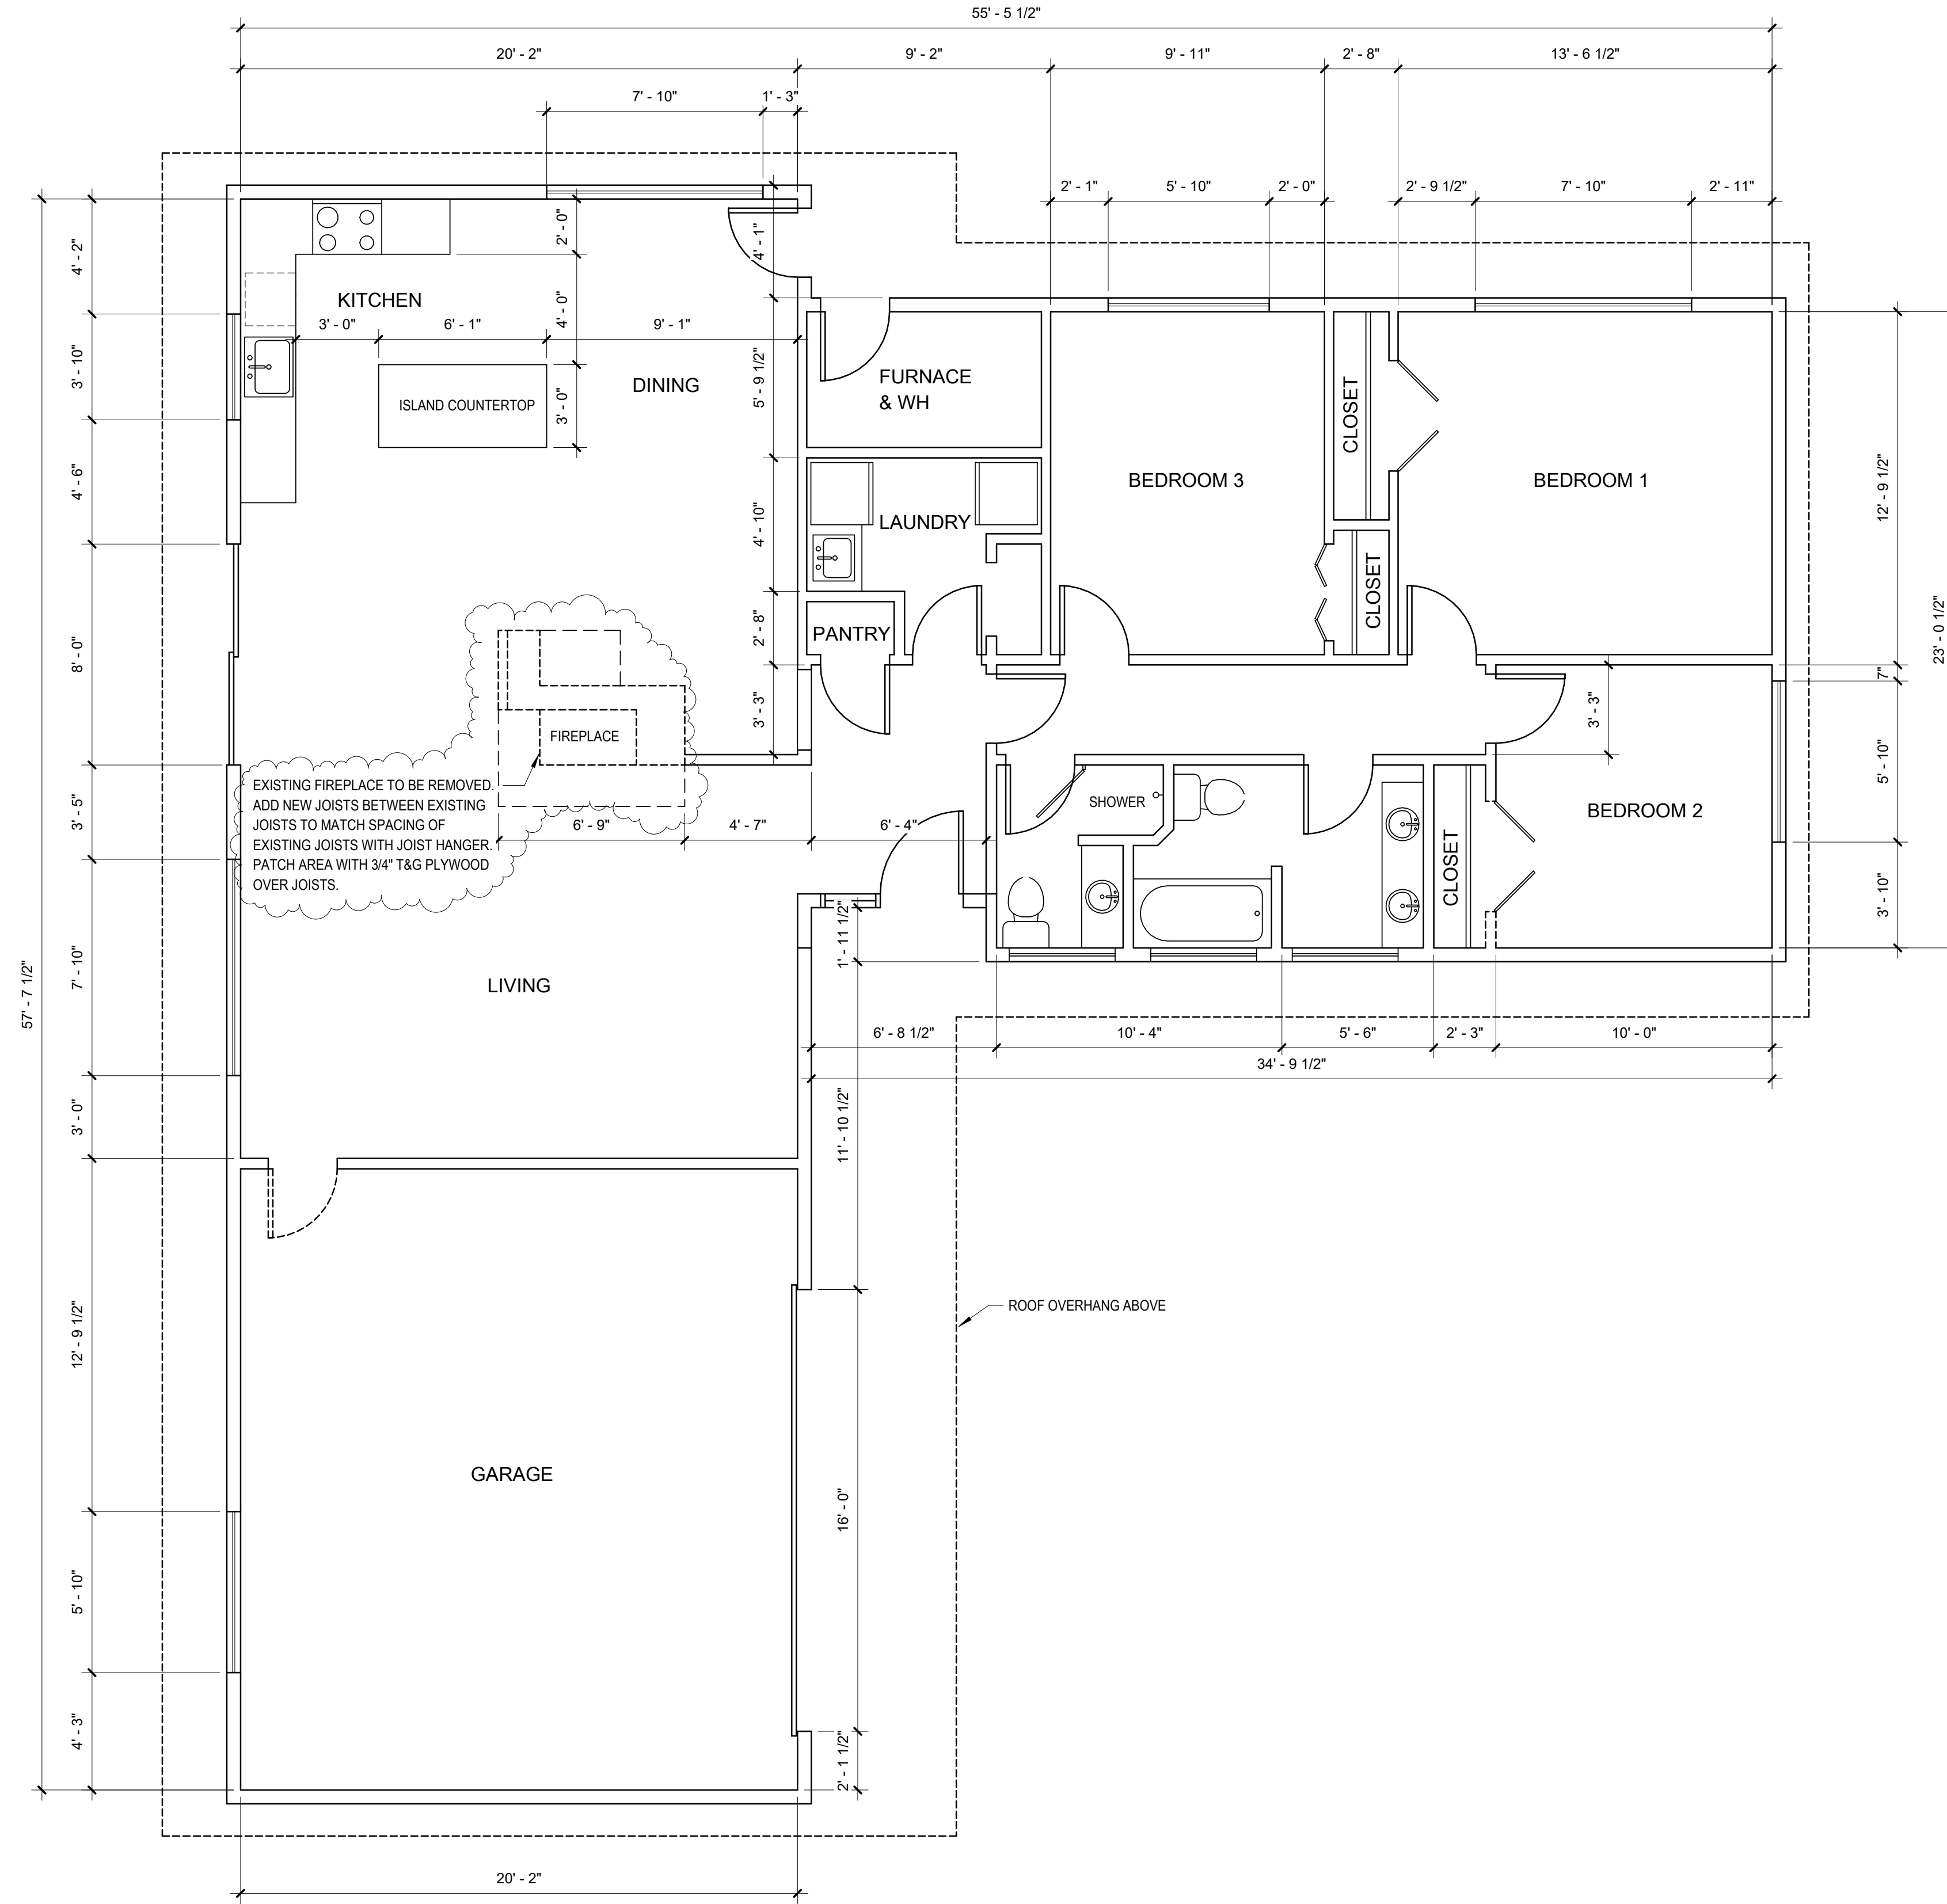 55' - 5 1/2"
20' - 2"
9' - 2"
9' - 11"
2' - 8"
13' - 6 1/2"
7' - 10"
1' - 3"
2' - 1"
5' - 10"
2' - 0"
2' - 9 1/2"
7' - 10"
2' - 11"
4' - 2"
2' - 0"
4' - 1"
KITCHEN
4' - 0"
3' - 0"
6' - 1"
9' - 1"
3' - 10"
5' - 9 1/2"
DINING
FURNACE
& WH
ISLAND COUNTERTOP
3' - 0"
CLOSET
4' - 6"
BEDROOM 3
BEDROOM 1
12' - 9 1/2"
4' - 10"
LAUNDRY
CLOSET
8' - 0"
2' - 8"
PANTRY
23' - 0 1/2"
7"
3' - 3"
3' - 3"
FIREPLACE
5' - 10"
EXISTING FIREPLACE TO BE REMOVED.
ADD NEW JOISTS BETWEEN EXISTING
JOISTS TO MATCH SPACING OF
EXISTING JOISTS WITH JOIST HANGER.
PATCH AREA WITH 3/4" T&G PLYWOOD
OVER JOISTS.
3' - 5"
6' - 9"
4' - 7"
6' - 4"
SHOWER
BEDROOM 2
CLOSET
3' - 10"
1' - 11 1/2"
7' - 10"
57' - 7 1/2"
LIVING
6' - 8 1/2"
10' - 4"
5' - 6"
2' - 3"
10' - 0"
34' - 9 1/2"
3' - 0"
11' - 10 1/2"
12' - 9 1/2"
ROOF OVERHANG ABOVE
GARAGE
16' - 0"
5' - 10"
4' - 3"
2' - 1 1/2"
20' - 2"